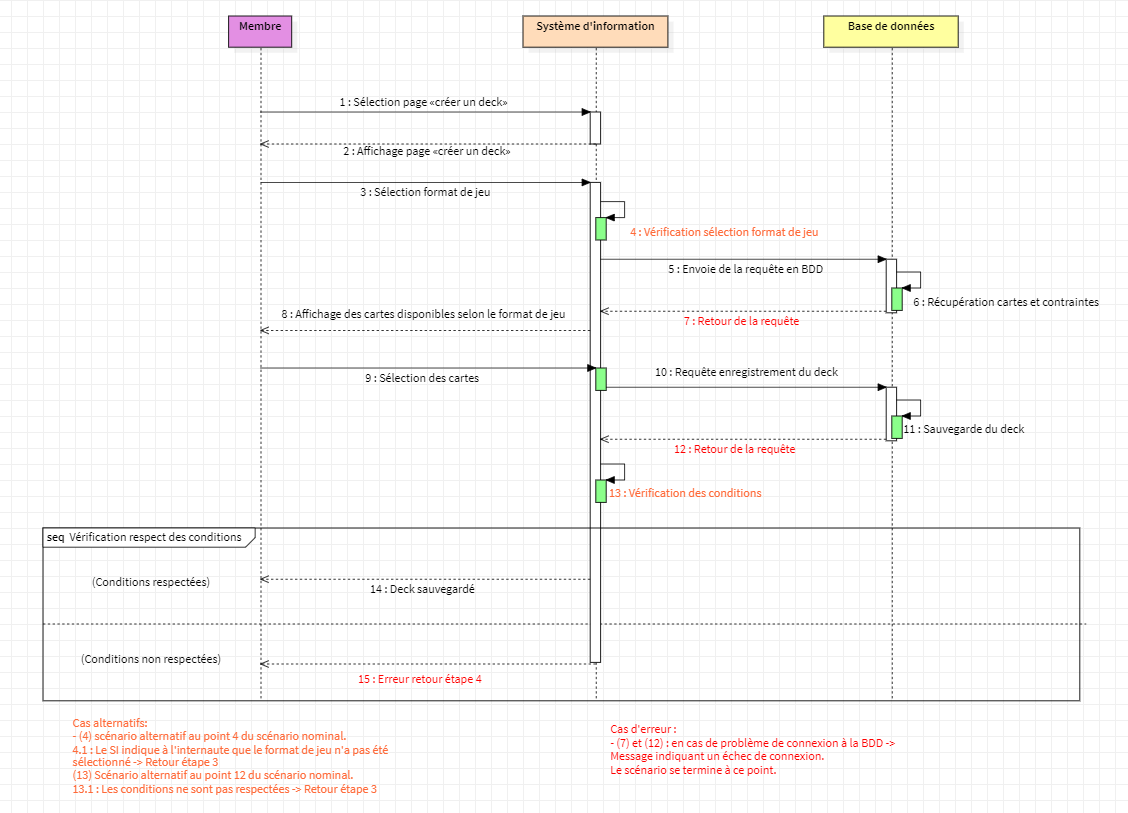 Membre
Système d'information
Base de données
1 : Sélection page «créer un deck»
2 : Affichage page «créer un deck»
3 : Sélection format de jeu
4 : Vérification sélection format de jeu
5 : Envoie de la requête en BDD
6 : Récupération cartes et contraintes
7 : Retour de la requête
8 : Affichage des cartes disponibles selon le format de jeu
9 : Sélection des cartes
10 : Requête enregistrement du deck
11 : Sauvegarde du deck
12 : Retour de la requête
13 : Vérification des conditions
seq Vérification respect des conditions
(Conditions respectées)
14 : Deck sauvegardé
(Conditions non respectées)
15 : Erreur retour étape 4
Cas alternatifs:
- (4) scénario alternatif au point 4 du scénario nominal.
4.1 : Le SI indique à l'internaute que le format de jeu n'a pas été
sélectionné -> Retour étape 3
(13) Scénario alternatif au point 12 du scénario nominal.
13.1 : Les conditions ne sont pas respectées -> Retour étape 3
Cas d'erreur :
- (7) et (12) : en cas de problème de connexion à la BDD ->
Message indiquant un échec de connexion.
Le scénario se termine à ce point.